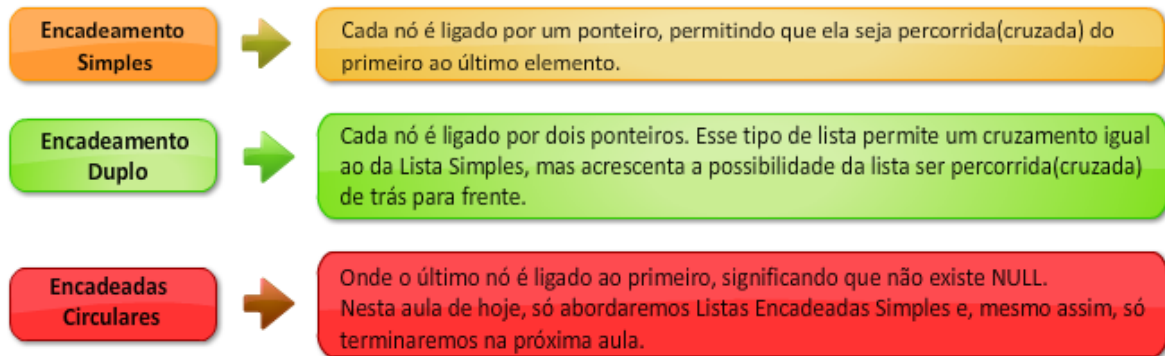 Encadeamento
Simples
Cada nó é ligado por um ponteiro, permitindo que ela seja percorrida(cruzada) do
primeiro ao último elemento.
Encadeamento
Duplo
Cada nó é ligado por dois ponteiros. Esse tipo de lista permite um cruzamento igual
ao da Lista Simples, mas acrescenta a possibilidade da lista ser percorrida(cruzada)
de trás para frente.
Encadeadas
Circulares
Onde o último nó é ligado ao primeiro, significando que não existe NULL.
Nesta aula de hoje, só abordaremos Listas Encadeadas Simples e, mesmo assim, só
terminaremos na próxima aula.